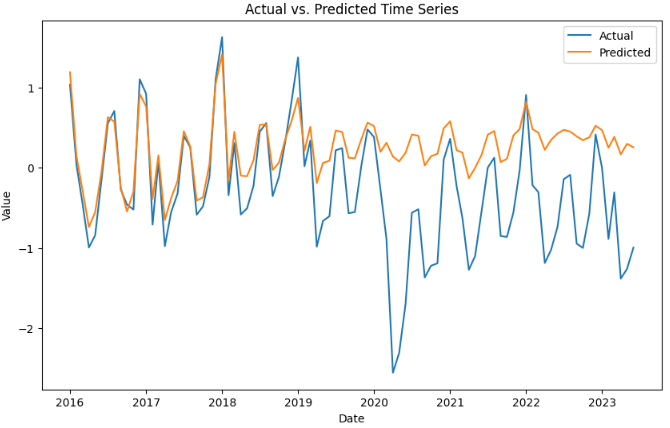 Actual vs. Predicted Time Series
Actual
Predicted
1
0
−1
−2
Value
2016 2017 2018 2019 2020 2021 2022 2023
Date